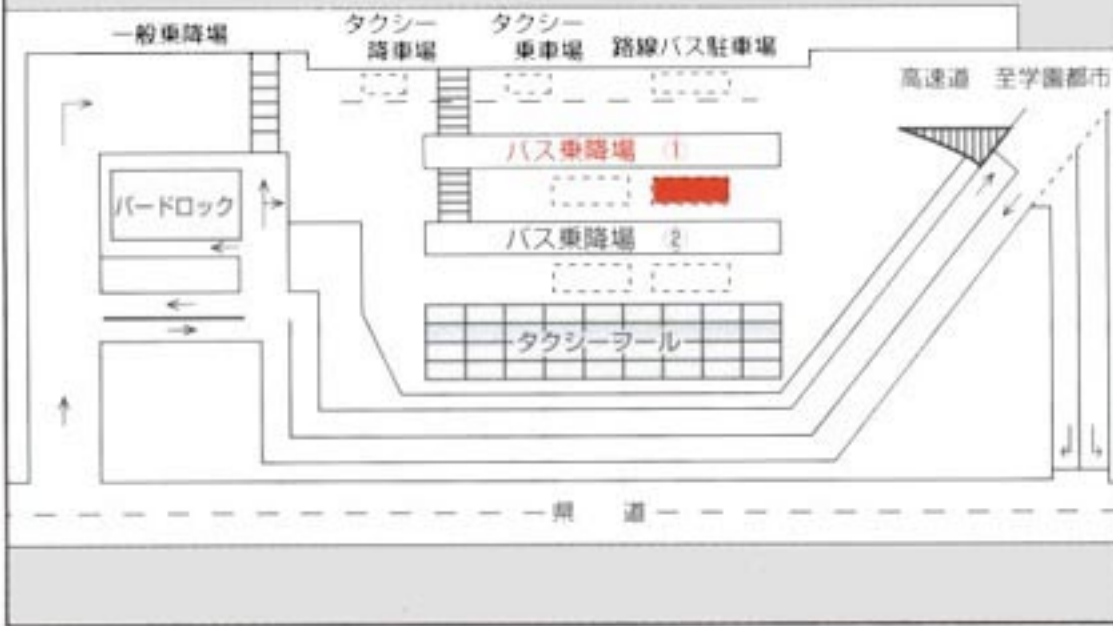 一般乗降場
タクシー
降車場
タクシー
乗車場
路線バス駐車場
高速道 至学園都市
バス乗降場 ①
バードロック
バス乗降場 ②
タクシープール
県 道